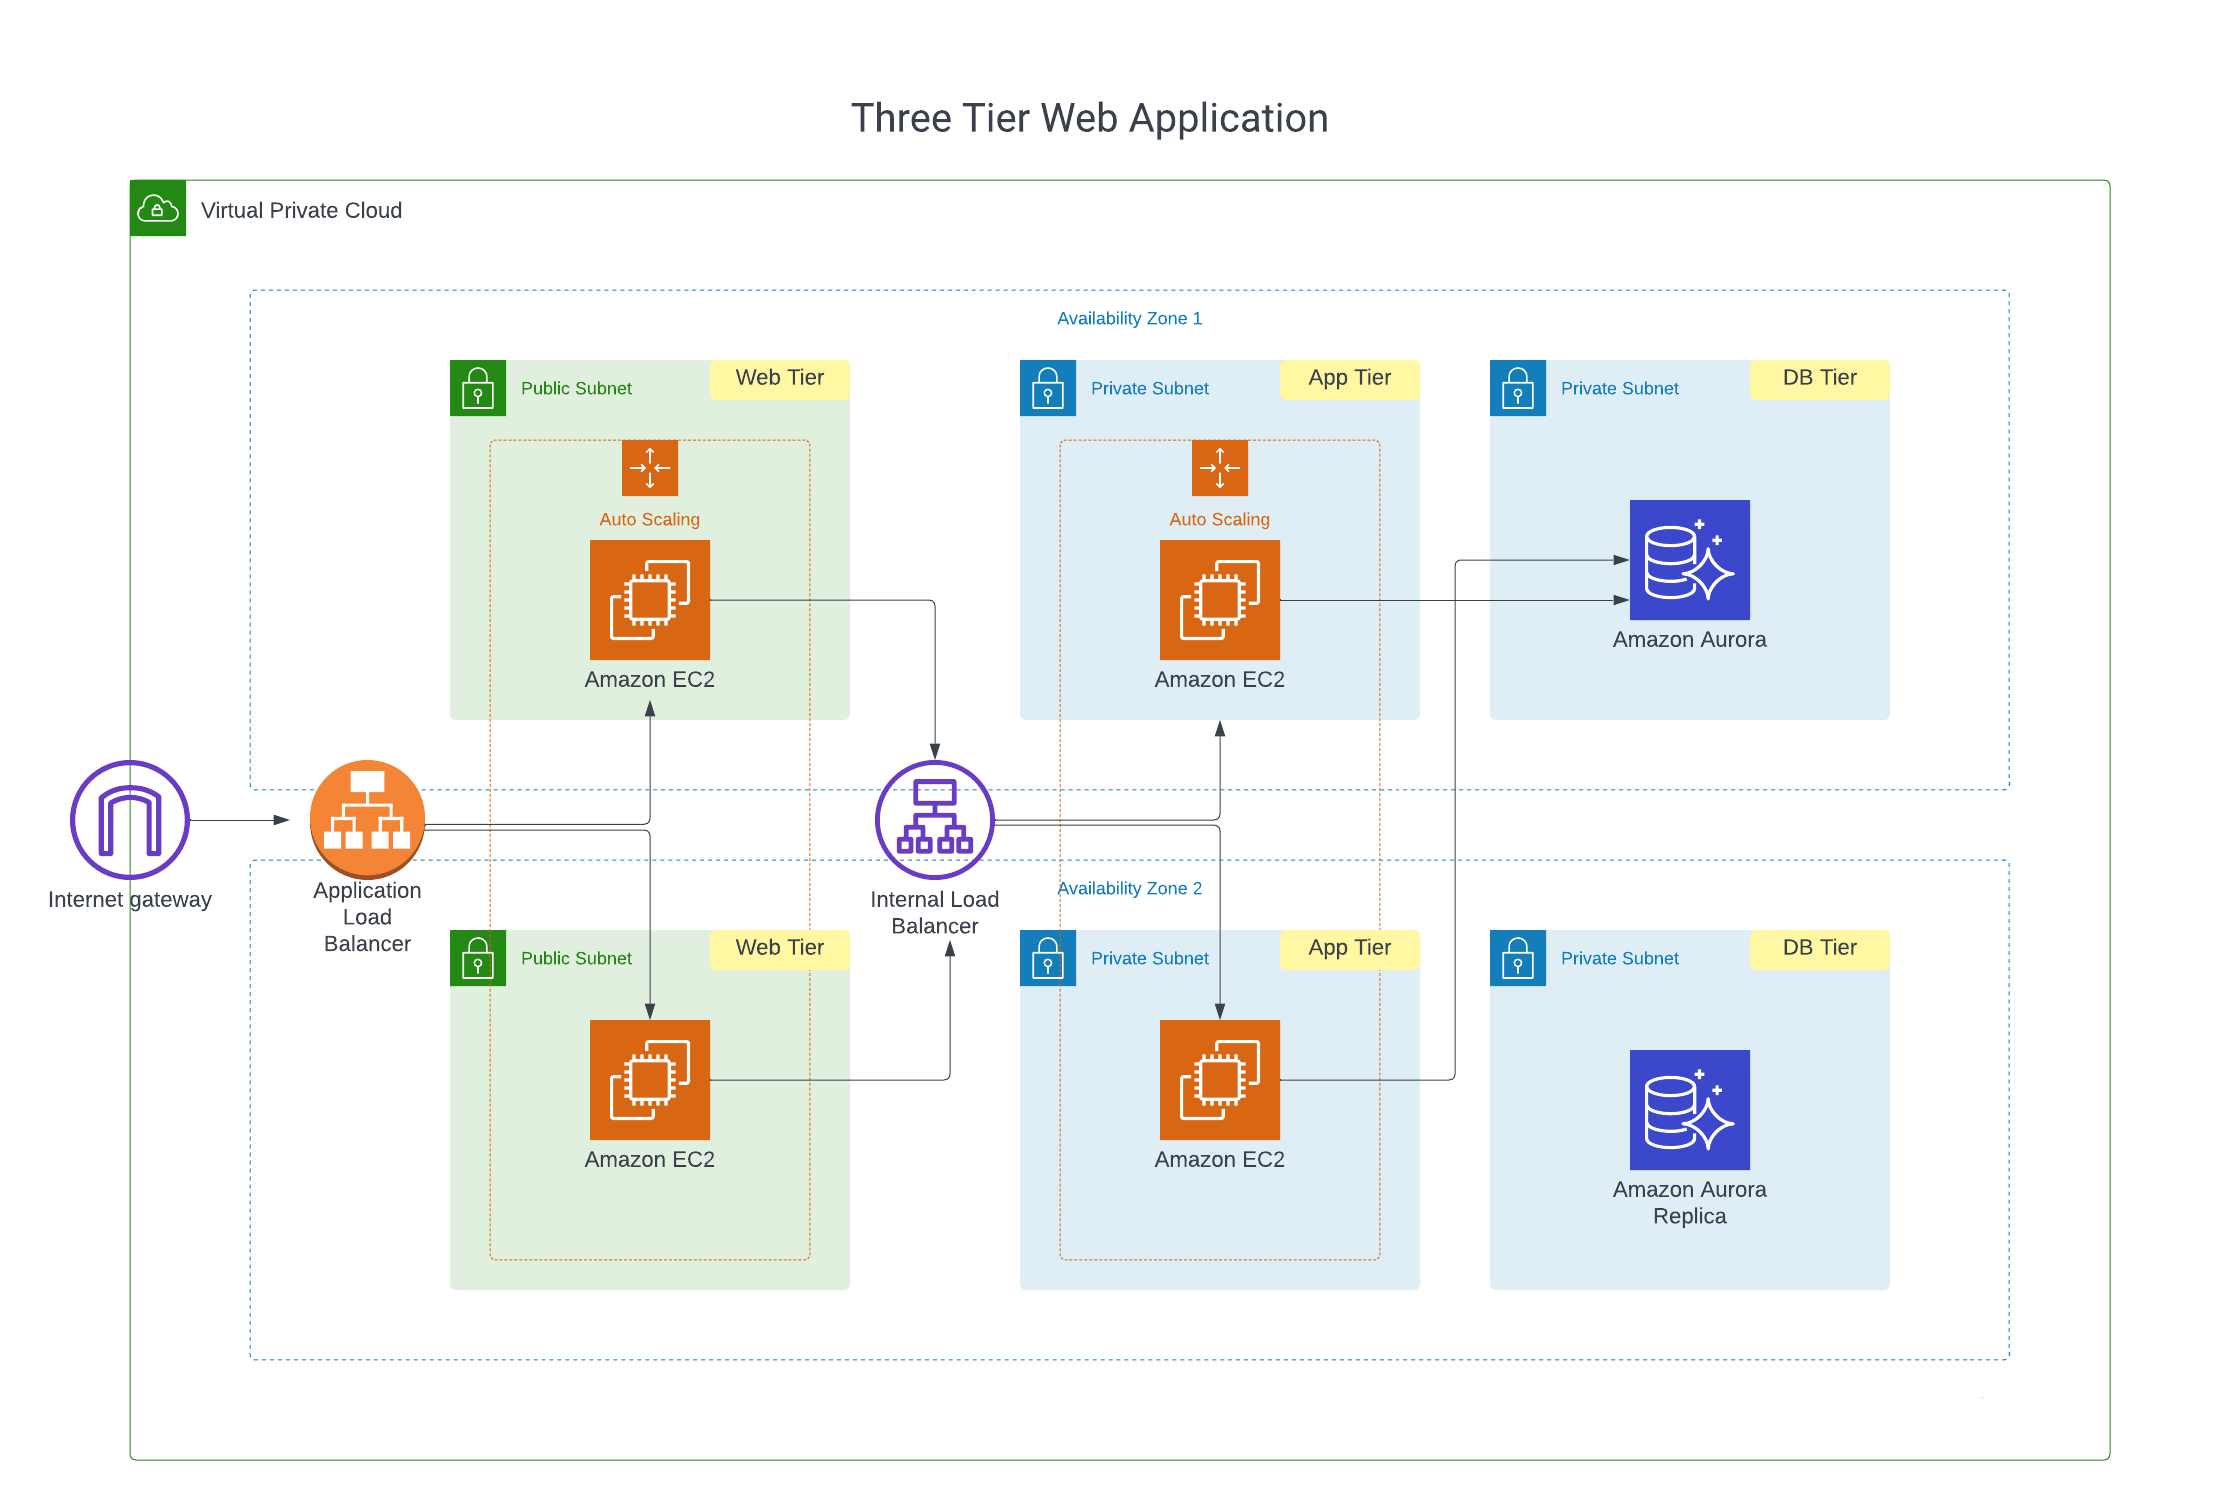 Three Tier Web Application
Virtual Private Cloud
Availability Zone 1
Public Subnet
Web Tier
Private Subnet
App Tier
Private Subnet
DB Tier
Auto Scaling
Auto Scaling
Amazon EC2
Amazon EC2
Amazon Aurora
Internet gateway
Application
Load
Balancer
Internal Load
Balancer
Availability Zone 2
Public Subnet
Web Tier
Private Subnet
App Tier
Private Subnet
DB Tier
Amazon EC2
Amazon EC2
Amazon Aurora
Replica